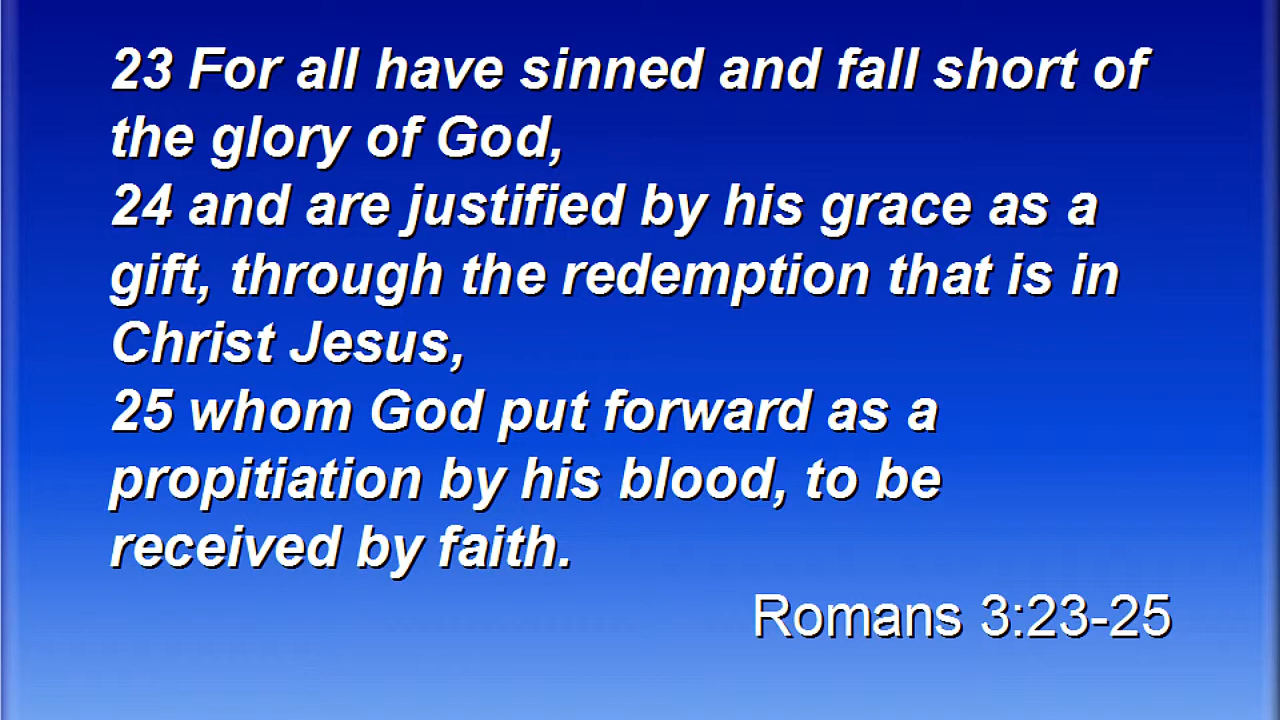 23 For all have sinned and fall short of
the glory of God,
24 and are justified by his grace as a
gift, through the redemption that is in
Christ Jesus,
25 whom God put forward as a
propitiation by his blood, to be
received by faith.
Romans 3:23-25